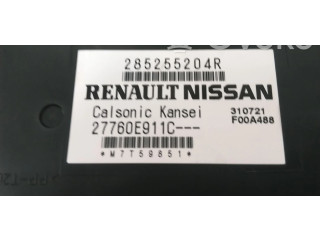 285255204R
RENAULT NISSAN
Calsonic Kansei 310721
27760E911C--- F00A488
*M7T59851*